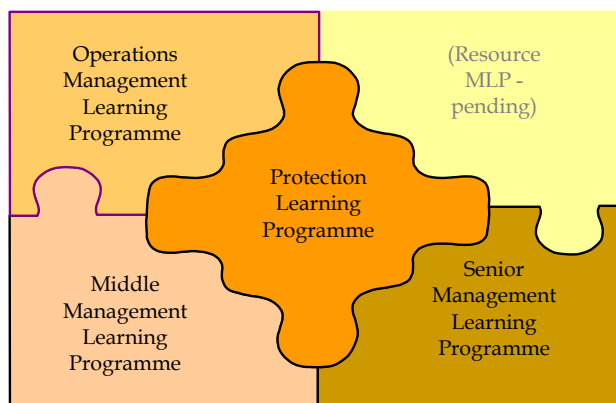 Operations
Management
Learning
Programme
(Resource
MLP -
pending)
Protection
Learning
Programme
Middle
Management
Learning
Programme
Senior
Management
Learning
Programme